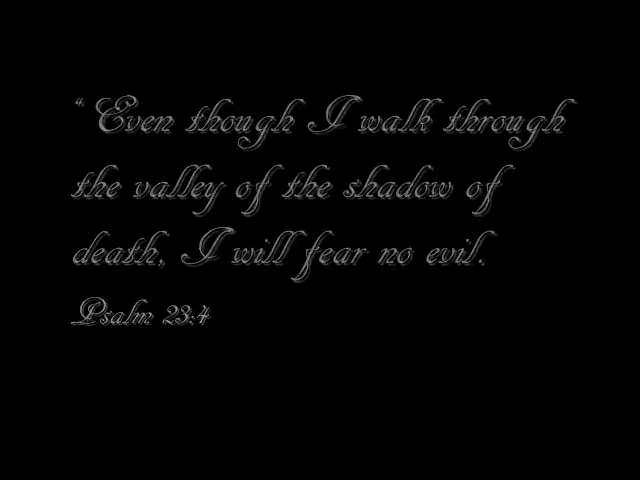 “Even though I walk through
the valley of the shadow of
death, I will fear no evil.
Psalm 23:4